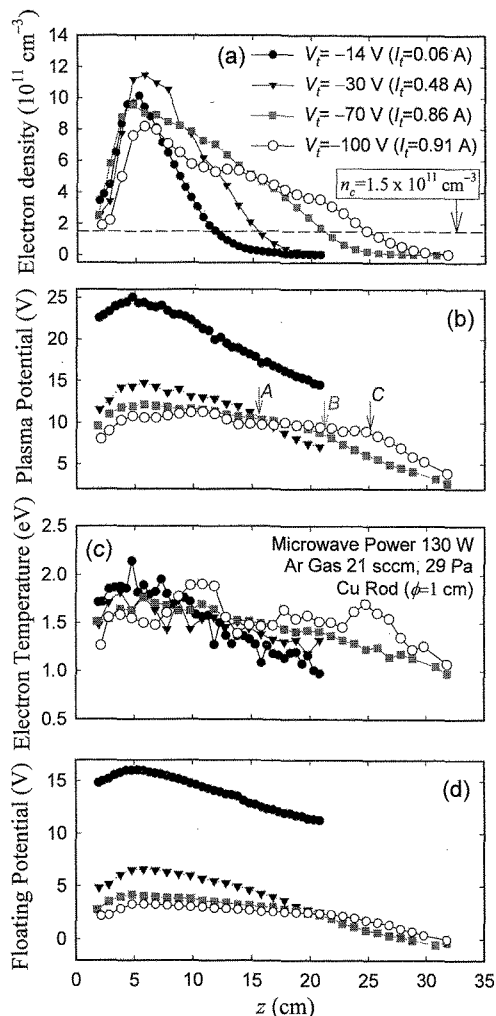 Electron density (10¹¹ cm⁻³)
14
12
10
8
6
4
2
0
(a)
Vₜ= −14 V (Iₜ=0.06 A)
Vₜ= −30 V (Iₜ=0.48 A)
Vₜ= −70 V (Iₜ=0.86 A)
Vₜ= −100 V (Iₜ=0.91 A)
n_c=1.5 x 10¹¹ cm⁻³
Plasma Potential (V)
25
20
15
10
5
(b)
A
B
C
Electron Temperature (eV)
2.5
2.0
1.5
1.0
0.5
(c)
Microwave Power 130 W
Ar Gas 21 sccm, 29 Pa
Cu Rod (ϕ=1 cm)
Floating Potential (V)
15
10
5
0
(d)
0 5 10 15 20 25 30 35
z (cm)